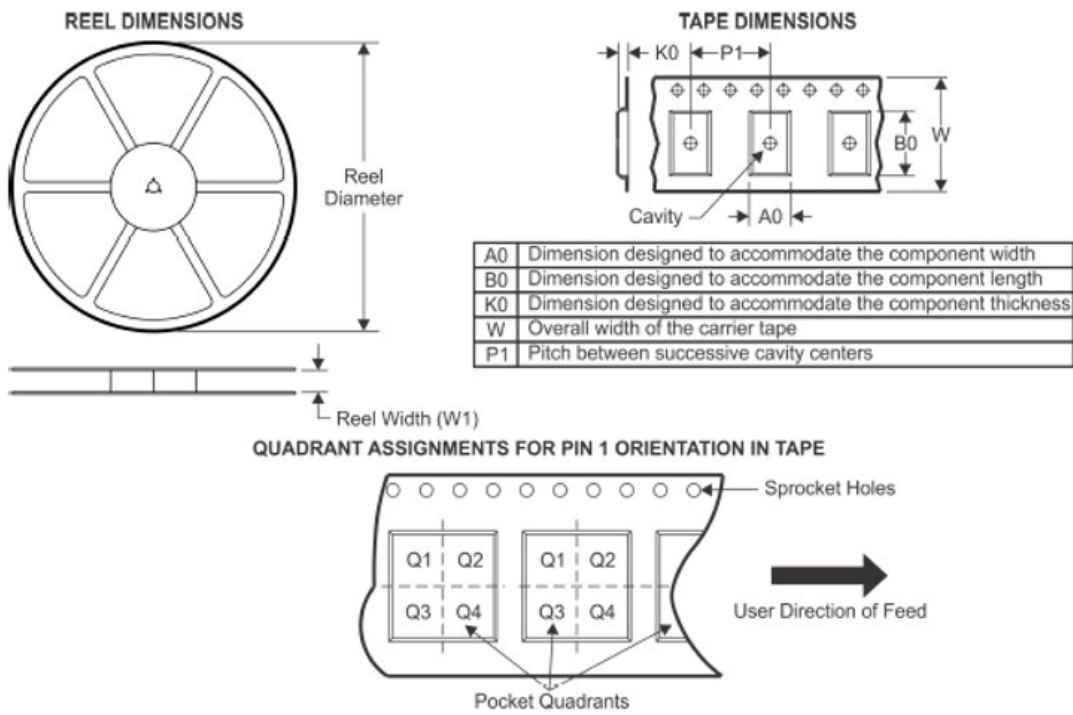 REEL DIMENSIONS
Reel
Diameter
Reel Width (W1)
TAPE DIMENSIONS
K0
P1
B0
W
Cavity
A0
A0 Dimension designed to accommodate the component width
B0 Dimension designed to accommodate the component length
K0 Dimension designed to accommodate the component thickness
W Overall width of the carrier tape
P1 Pitch between successive cavity centers
QUADRANT ASSIGNMENTS FOR PIN 1 ORIENTATION IN TAPE
Sprocket Holes
Q1 Q2 Q1 Q2
Q3 Q4 Q3 Q4
User Direction of Feed
Pocket Quadrants